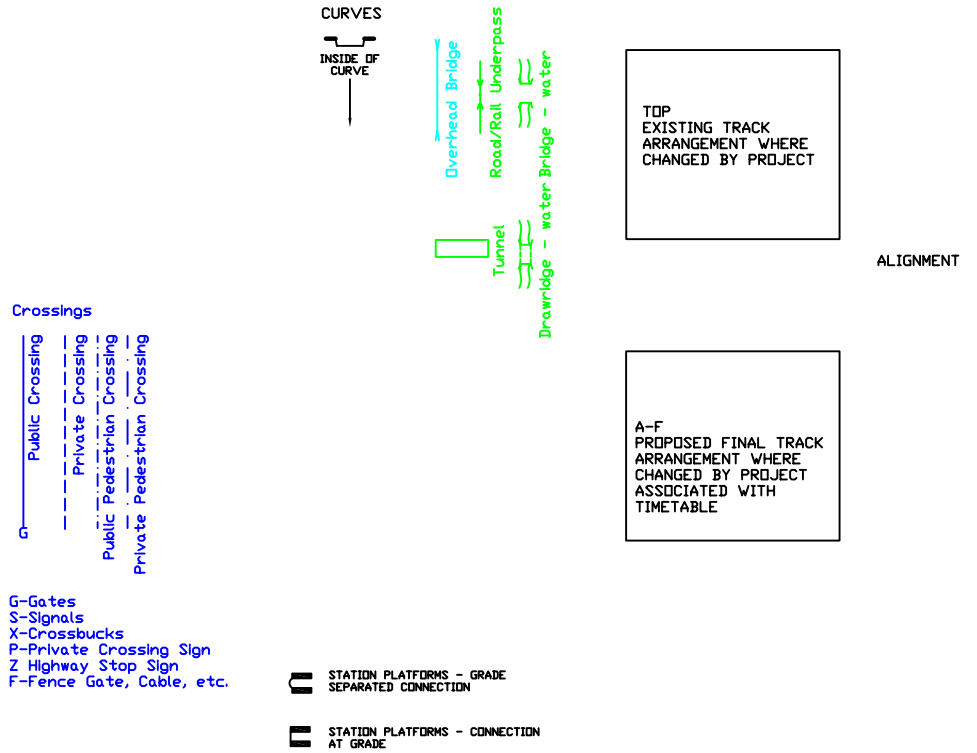 CURVES
INSIDE OF
CURVE
Overhead Bridge
Road/Rail Underpass
Drawridge - water Bridge - water
Tunnel
TOP
EXISTING TRACK
ARRANGEMENT WHERE
CHANGED BY PROJECT
ALIGNMENT
Crossings
Public Crossing
Private Crossing
Public Pedestrian Crossing
Private Pedestrian Crossing
G
A-F
PROPOSED FINAL TRACK
ARRANGEMENT WHERE
CHANGED BY PROJECT
ASSOCIATED WITH
TIMETABLE
G-Gates
S-Signals
X-Crossbucks
P-Private Crossing Sign
Z Highway Stop Sign
F-Fence Gate, Cable, etc.
STATION PLATFORMS - GRADE
SEPARATED CONNECTION
STATION PLATFORMS - CONNECTION
AT GRADE